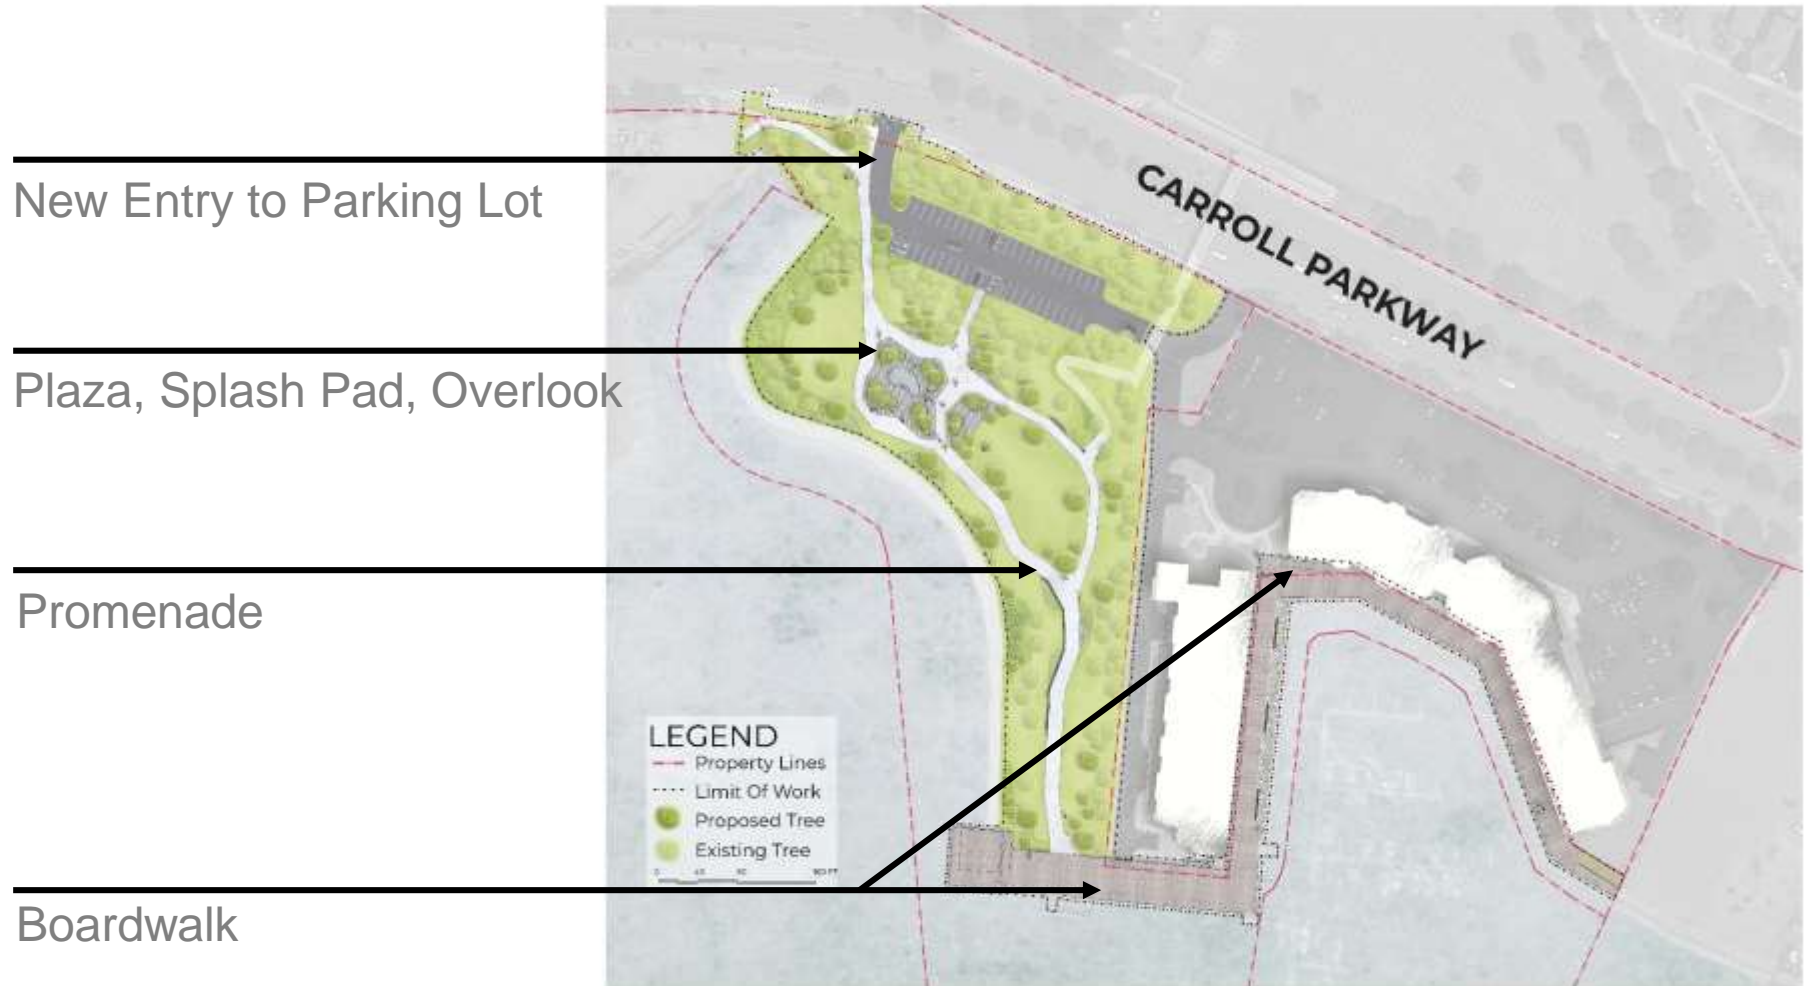 CARROLL PARKWAY
New Entry to Parking Lot
Plaza, Splash Pad, Overlook
Promenade
LEGEND
Property Lines
Limit Of Work
Proposed Tree
Existing Tree
Boardwalk